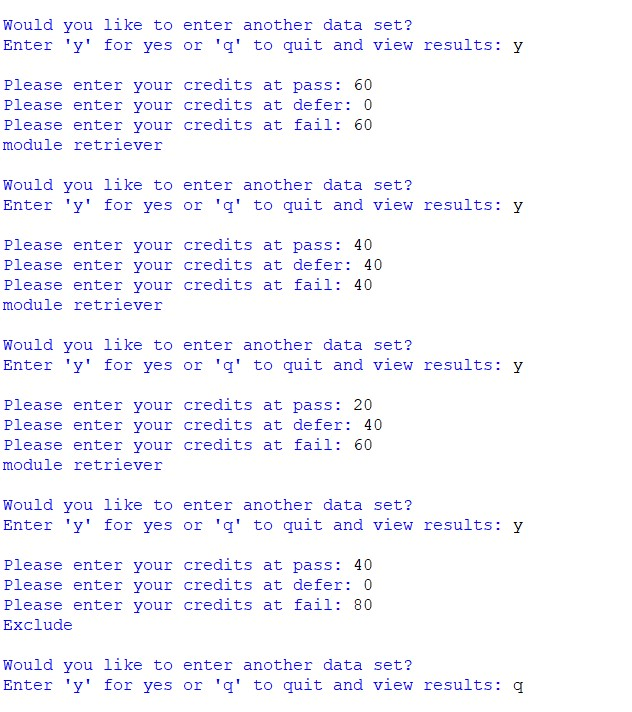 Would you like to enter another data set?
Enter 'y' for yes or 'q' to quit and view results: y
Please enter your credits at pass: 60
Please enter your credits at defer: 0
Please enter your credits at fail: 60
module retriever
Would you like to enter another data set?
Enter 'y' for yes or 'q' to quit and view results: y
Please enter your credits at pass: 40
Please enter your credits at defer: 40
Please enter your credits at fail: 40
module retriever
Would you like to enter another data set?
Enter 'y' for yes or 'q' to quit and view results: y
Please enter your credits at pass: 20
Please enter your credits at defer: 40
Please enter your credits at fail: 60
module retriever
Would you like to enter another data set?
Enter 'y' for yes or 'q' to quit and view results: y
Please enter your credits at pass: 40
Please enter your credits at defer: 0
Please enter your credits at fail: 80
Exclude
Would you like to enter another data set?
Enter 'y' for yes or 'q' to quit and view results: q